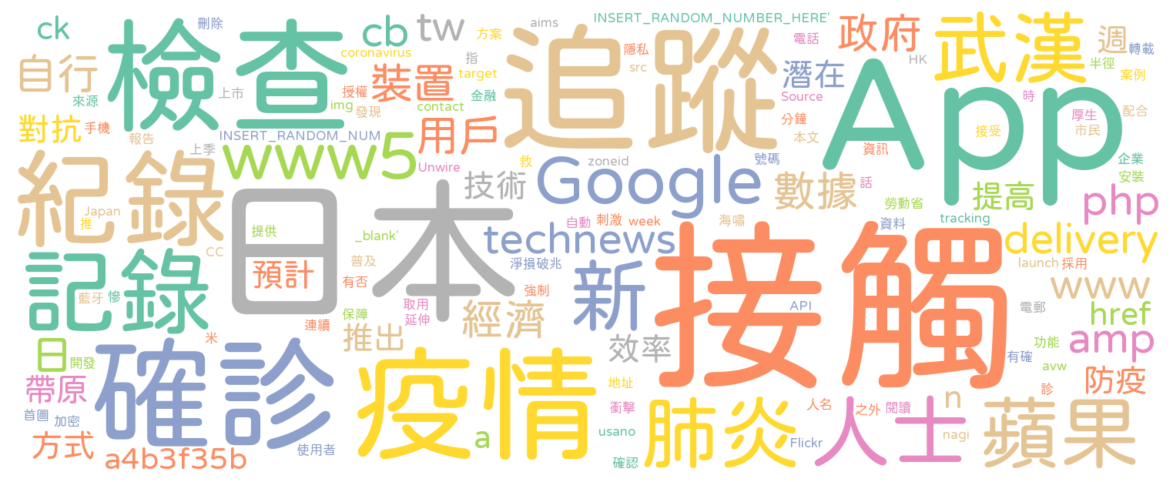 ck
刪除
檢查
cb
tw
方案
aims
INSERT_RANDOM_NUMBER_HERE'
電話
政府
HK
武漢
週
轉載
半徑
案例
自行
coronavirus
裝置
指
target
追蹤
隱私
src
潛在
App
來源
上市
授權
img
發現
contact
金融
Source
分鐘
時
厚生
配合
對抗
手機
報告
INSERT_RANDOM_NUM
用戶
本文
接受
市民
上季
www5
Unwire
救
zoneid
號碼
資訊
企業
安裝
紀錄
日本
技術
Google
數據
話
提高
php
勞動省
Japan
推
提供
_blank'
自動
刺激
week
海嘯
資料
tracking
technews
delivery
CC
普及
淨損破兆
接觸
launch
採用
記錄
預計
有否
強制
新
www
藍牙
慘
取用
延伸
保障
API
電郵
href
連續
經濟
米
推出
效率
amp
日
開發
功能
有確
avw
確診
疫情
帶原
地址
防疫
診
首圖
加密
衝擊
肺炎
人名
之外
閱讀
n
蘋果
方式
使用者
a
usano
Flickr
人士
nagi
a4b3f35b
確認